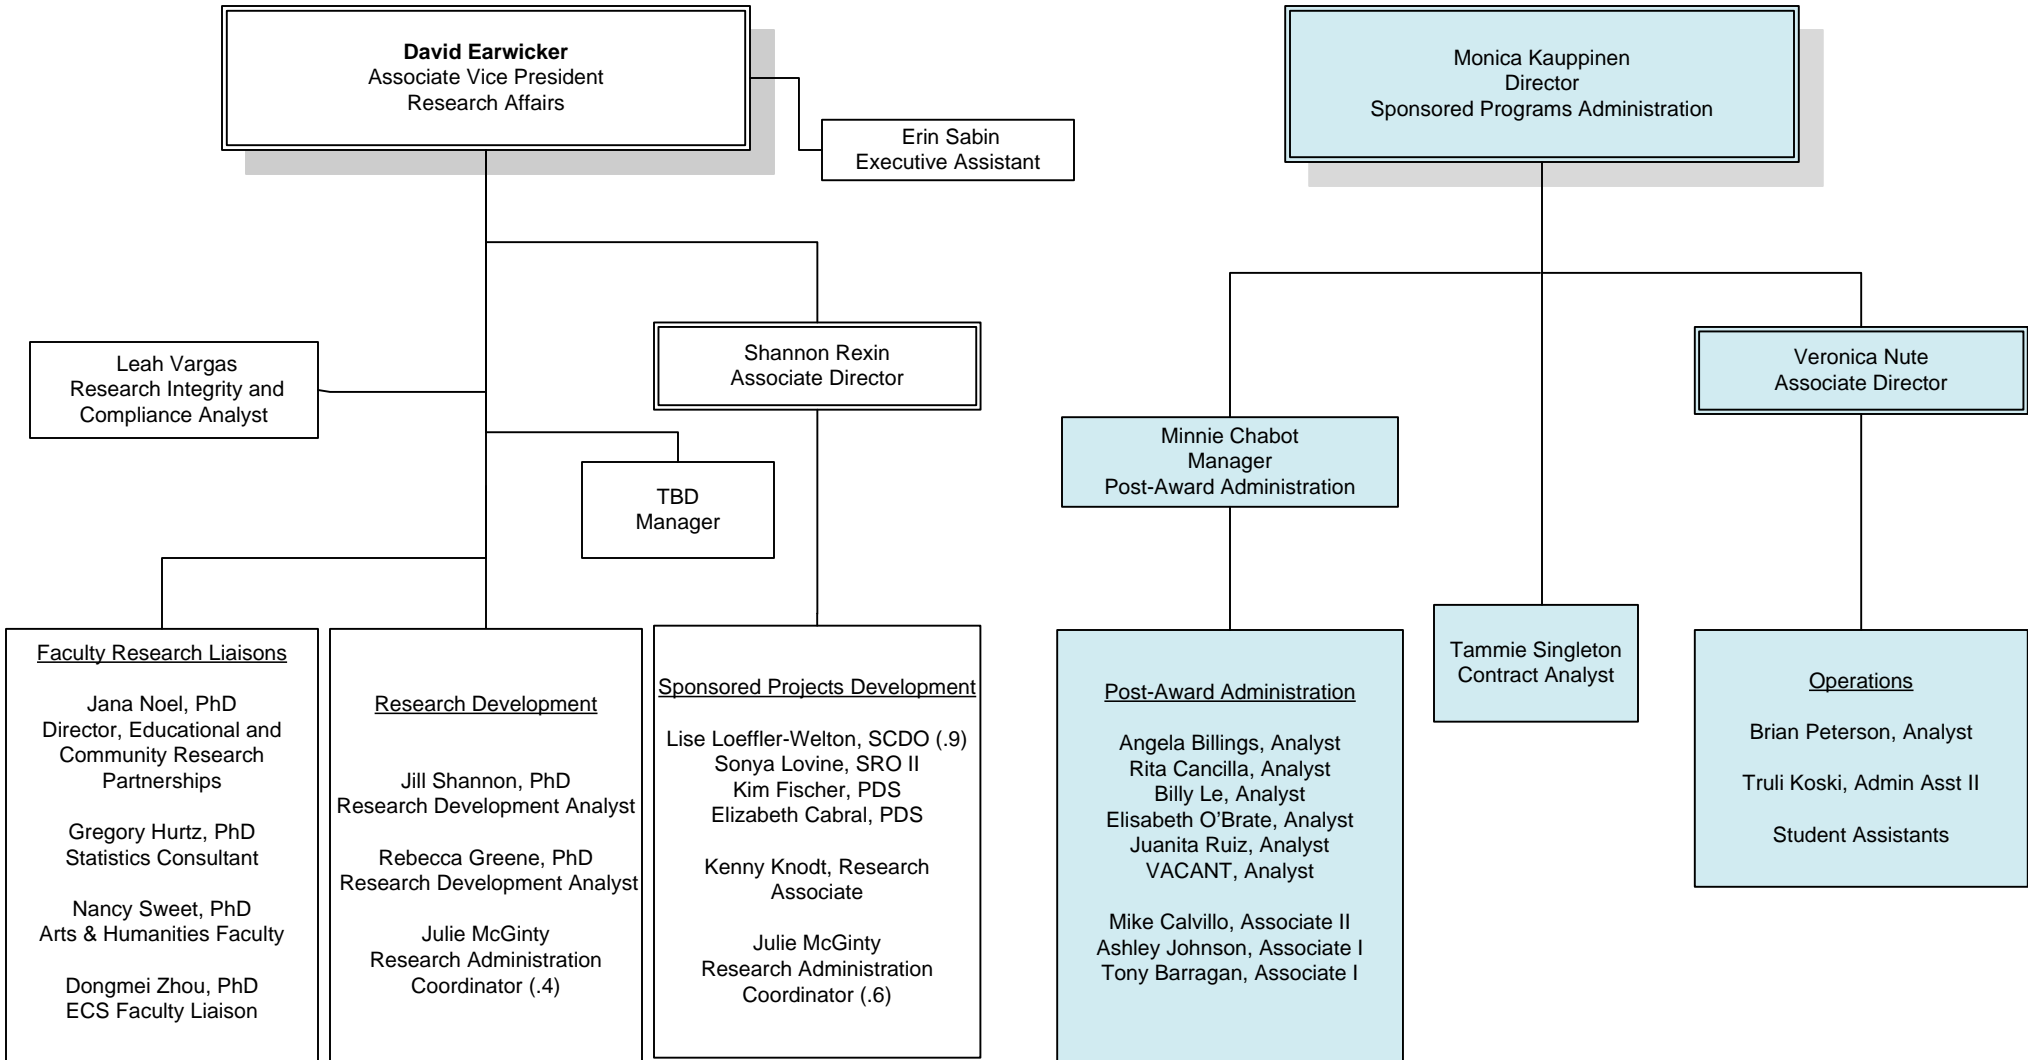 David Earwicker
Associate Vice President
Research Affairs
Erin Sabin
Executive Assistant
Monica Kauppinen
Director
Sponsored Programs Administration
Leah Vargas
Research Integrity and
Compliance Analyst
Shannon Rexin
Associate Director
TBD
Manager
Minnie Chabot
Manager
Post-Award Administration
Veronica Nute
Associate Director
Faculty Research Liaisons
Jana Noel, PhD
Director, Educational and
Community Research
Partnerships
Gregory Hurtz, PhD
Statistics Consultant
Nancy Sweet, PhD
Arts & Humanities Faculty
Dongmei Zhou, PhD
ECS Faculty Liaison
Research Development
Jill Shannon, PhD
Research Development Analyst
Rebecca Greene, PhD
Research Development Analyst
Julie McGinty
Research Administration
Coordinator (.4)
Sponsored Projects Development
Lise Loeffler-Welton, SCDO (.9)
Sonya Lovine, SRO II
Kim Fischer, PDS
Elizabeth Cabral, PDS
Kenny Knodt, Research
Associate
Julie McGinty
Research Administration
Coordinator (.6)
Post-Award Administration
Angela Billings, Analyst
Rita Cancilla, Analyst
Billy Le, Analyst
Elisabeth O’Brate, Analyst
Juanita Ruiz, Analyst
VACANT, Analyst
Mike Calvillo, Associate II
Ashley Johnson, Associate I
Tony Barragan, Associate I
Tammie Singleton
Contract Analyst
Operations
Brian Peterson, Analyst
Truli Koski, Admin Asst II
Student Assistants